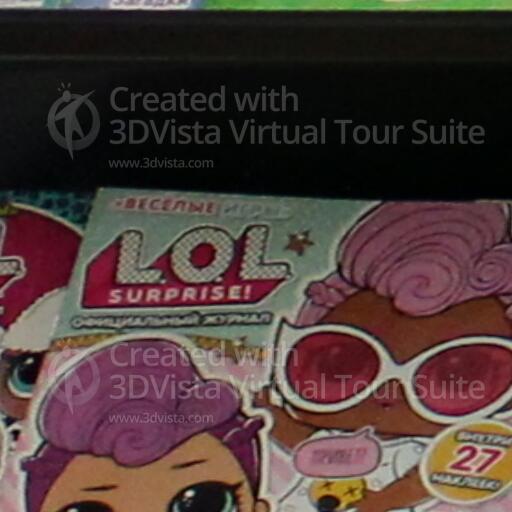 Created with
3DVista Virtual Tour Suite
www.3dvista.com
ВЕСЁЛЫЕ ИГРЫ
L.O.L.
SURPRISE!
ОФИЦИАЛЬНЫЙ ЖУРНАЛ
Created with
3DVista Virtual Tour Suite
www.3dvista.com
ПРИВЕТ!
ВНУТРИ
27
НАКЛЕЕК!